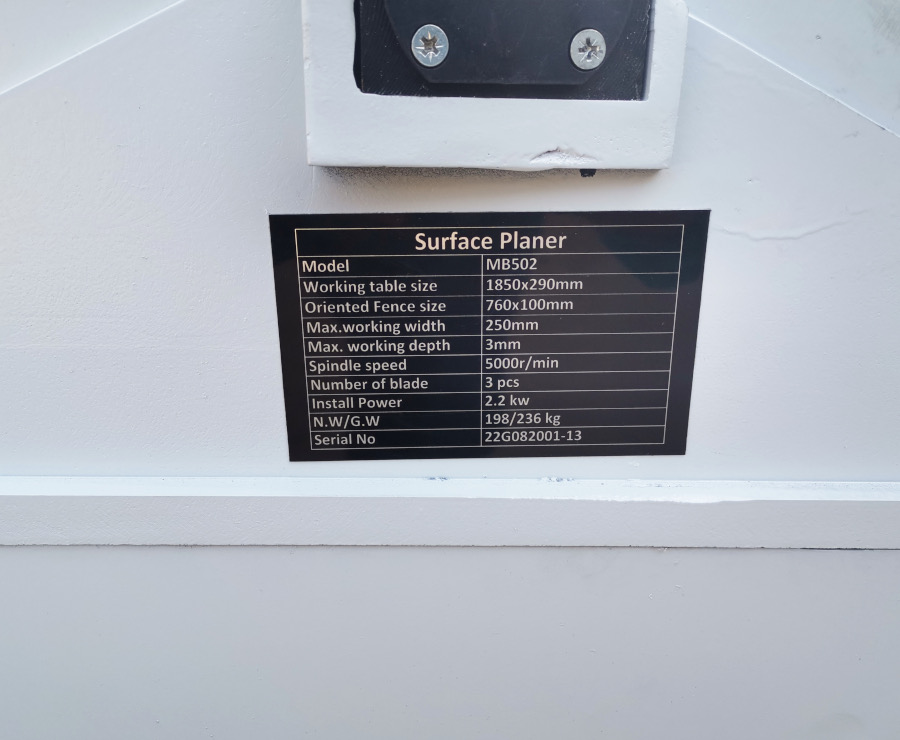 Surface Planer
Model MB502
Working table size 1850x290mm
Oriented Fence size 760x100mm
Max.working width 250mm
Max. working depth 3mm
Spindle speed 5000r/min
Number of blade 3 pcs
Install Power 2.2 kw
N.W/G.W 198/236 kg
Serial No 22G082001-13